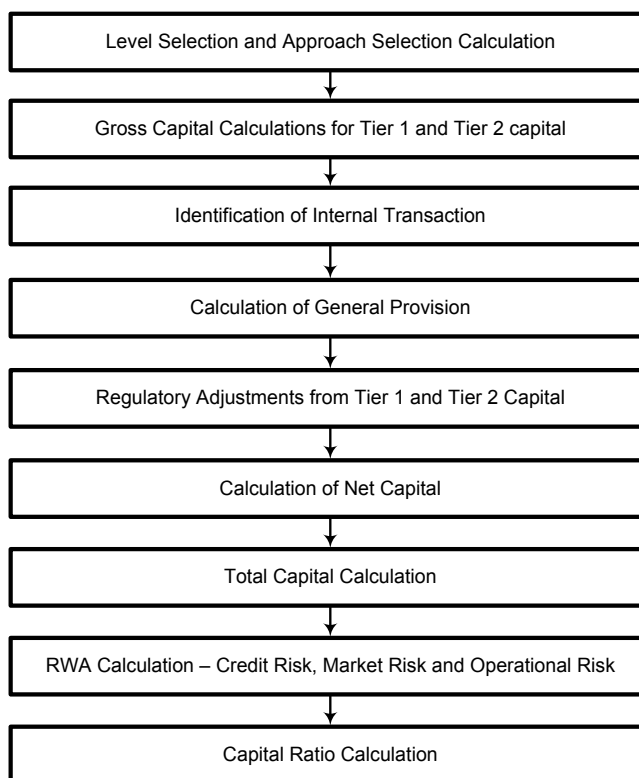 Level Selection and Approach Selection Calculation
Gross Capital Calculations for Tier 1 and Tier 2 capital
Identification of Internal Transaction
Calculation of General Provision
Regulatory Adjustments from Tier 1 and Tier 2 Capital
Calculation of Net Capital
Total Capital Calculation
RWA Calculation – Credit Risk, Market Risk and Operational Risk
Capital Ratio Calculation